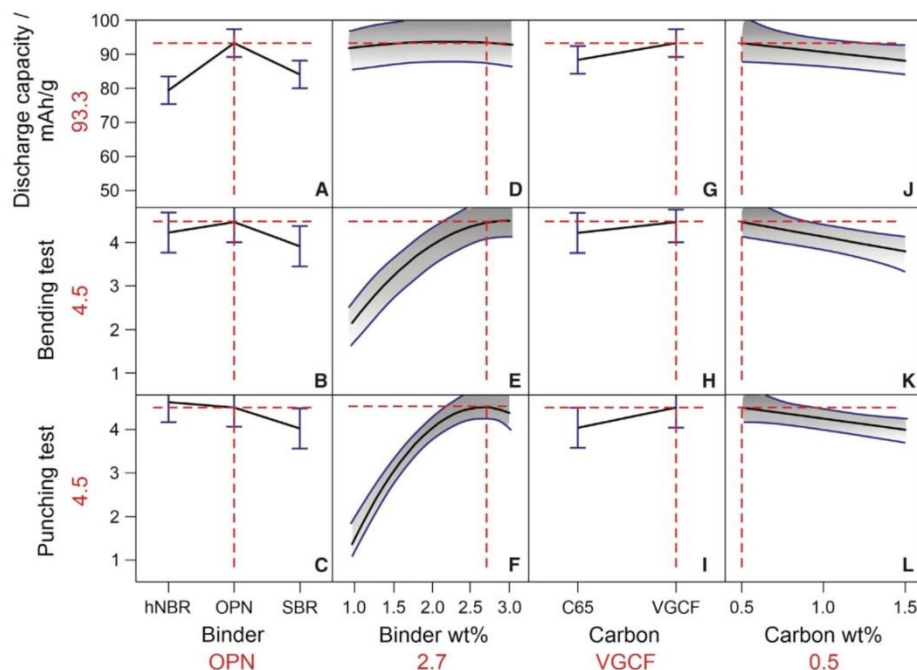 Discharge capacity /
mAh/g
93.3
100
90
80
70
60
50
A
D
G
J
Bending test
4.5
4
3
2
1
B
E
H
K
Punching test
4.5
4
3
2
1
C
F
I
L
hNBR OPN SBR
1.0 1.5 2.0 2.5 3.0
C65 VGCF
0.5 1.0 1.5
Binder Binder wt% Carbon Carbon wt%
OPN 2.7 VGCF 0.5